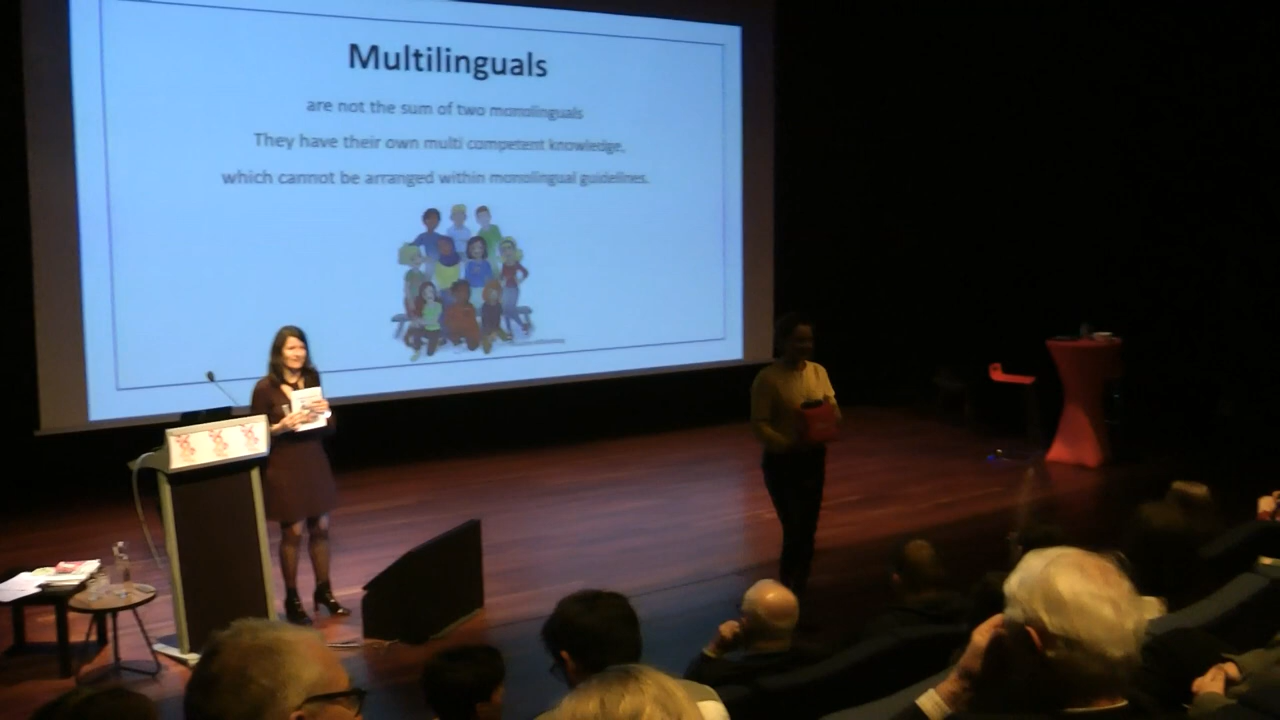 Multilinguals
are not the sum of two monolinguals
They have their own multi competent knowledge,
which cannot be arranged within monolingual guidelines.